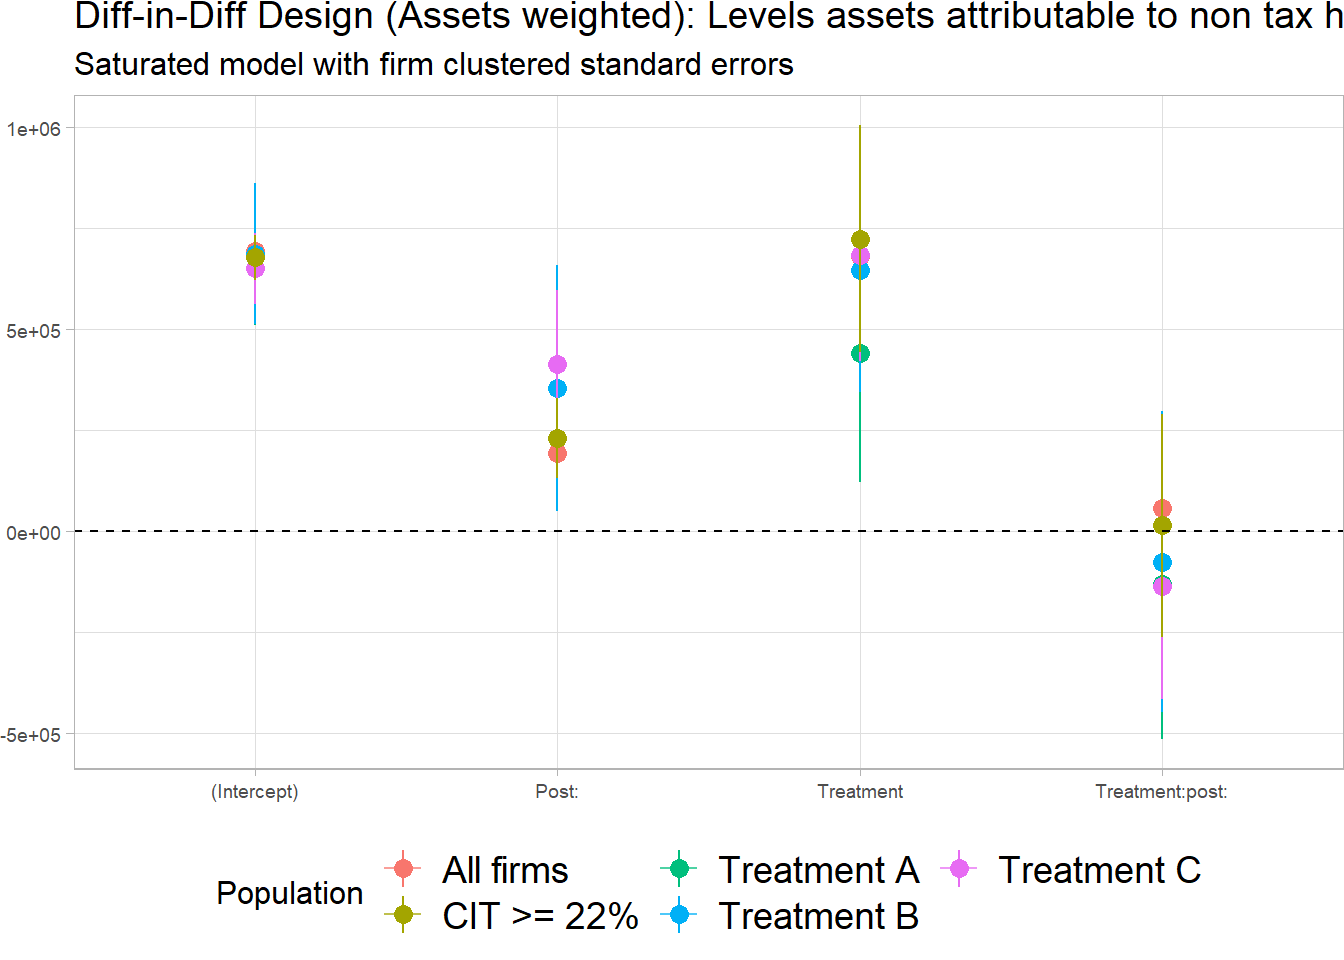 Diff-in-Diff Design (Assets weighted): Levels assets attributable to non tax h
Saturated model with firm clustered standard errors
1e+06
5e+05
0e+00
-5e+05
(Intercept) Post: Treatment Treatment:post:
Population
All firms Treatment A Treatment C
CIT >= 22% Treatment B